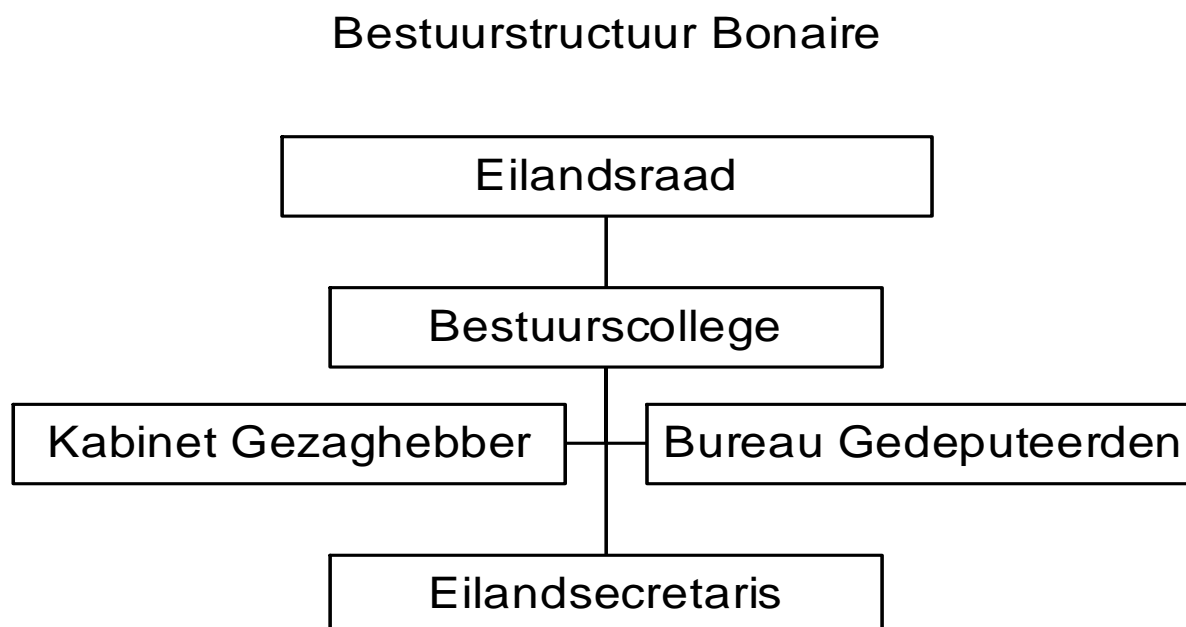 Bestuurstructuur Bonaire
Eilandsraad
Bestuurscollege
Kabinet Gezaghebber
Bureau Gedeputeerden
Eilandsecretaris